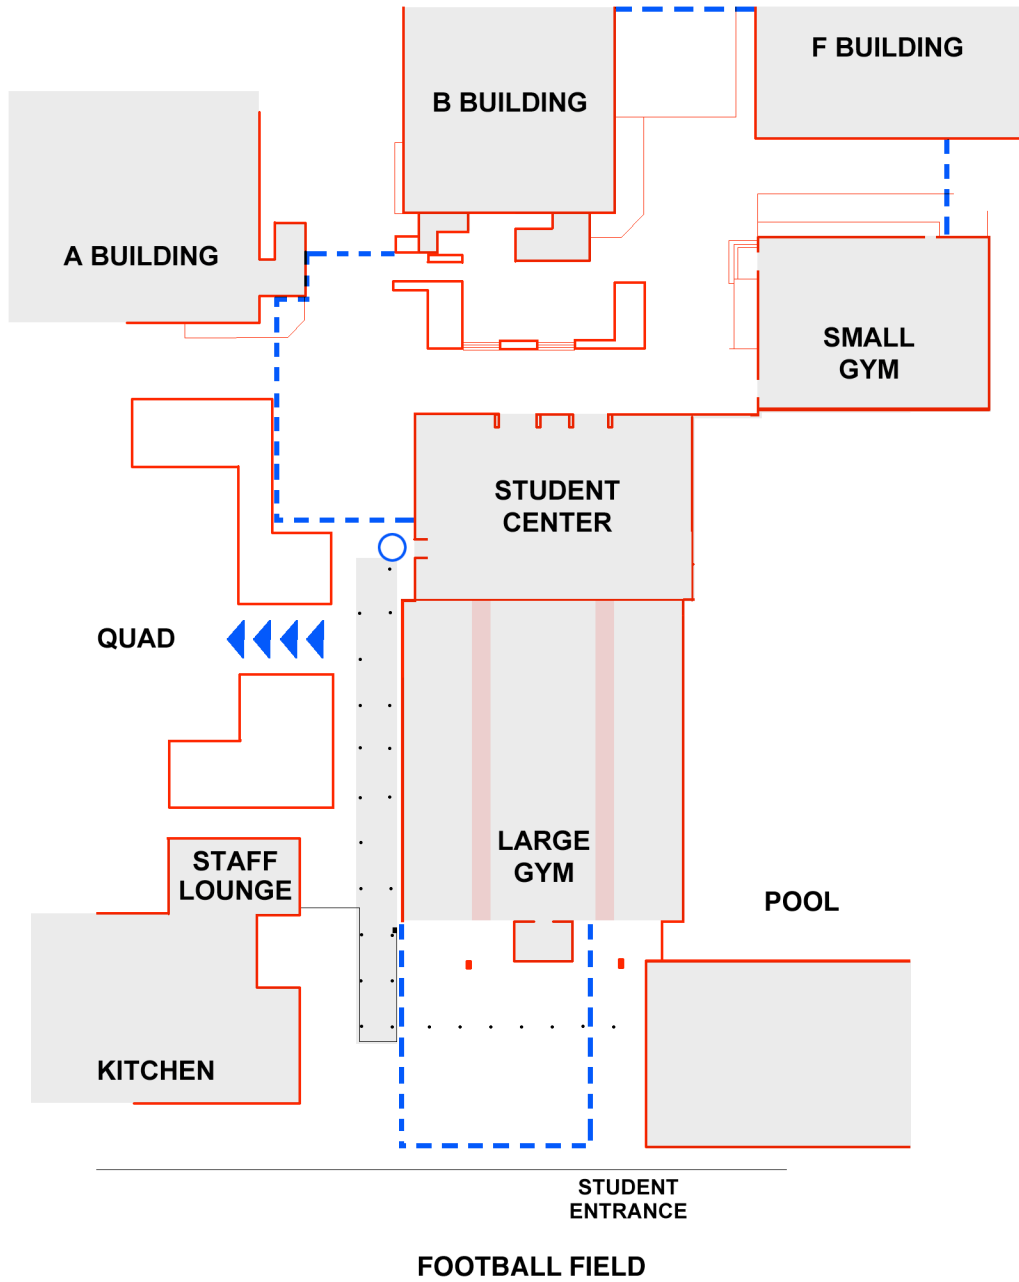 F BUILDING
B BUILDING
A BUILDING
SMALL
GYM
STUDENT
CENTER
QUAD
LARGE
GYM
STAFF
LOUNGE
POOL
KITCHEN
STUDENT
ENTRANCE
FOOTBALL FIELD